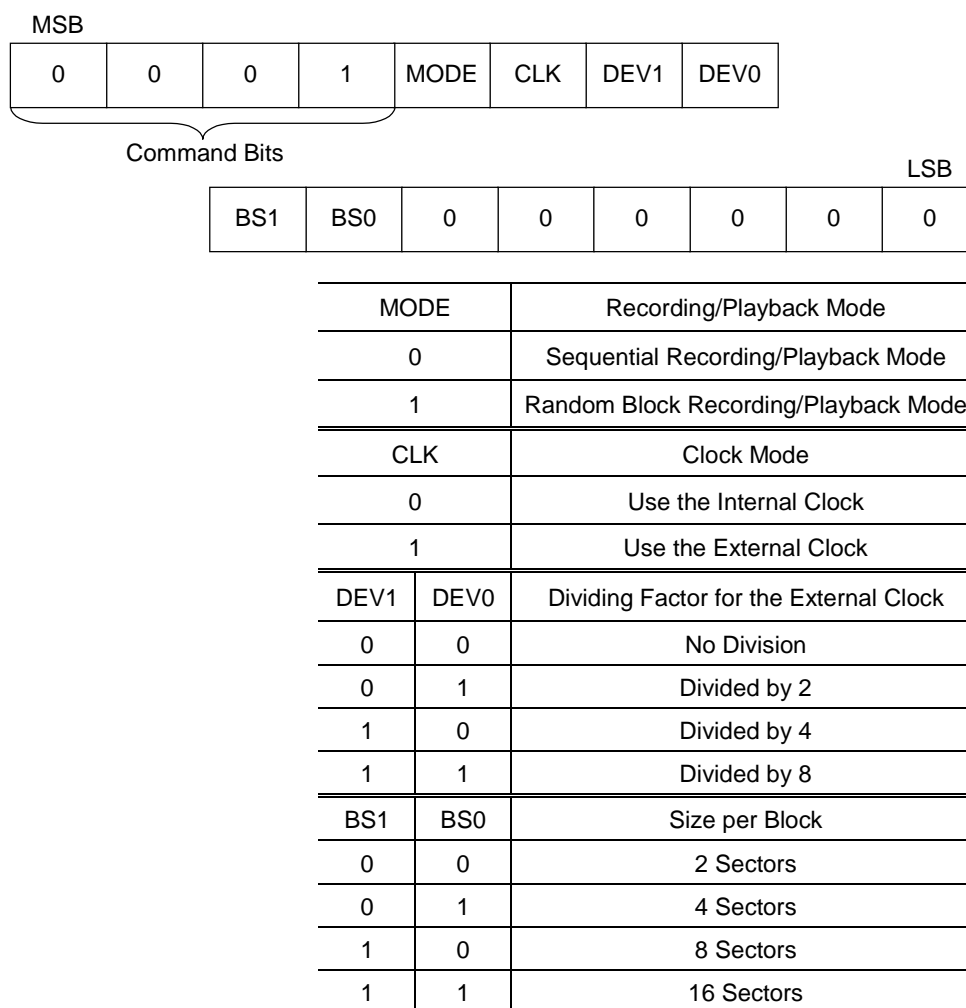 MSB
0 0 0 1 MODE CLK DEV1 DEV0
Command Bits
LSB
BS1 BS0 0 0 0 0 0 0
MODE Recording/Playback Mode
0 Sequential Recording/Playback Mode
1 Random Block Recording/Playback Mode
CLK Clock Mode
0 Use the Internal Clock
1 Use the External Clock
DEV1 DEV0 Dividing Factor for the External Clock
0 0 No Division
0 1 Divided by 2
1 0 Divided by 4
1 1 Divided by 8
BS1 BS0 Size per Block
0 0 2 Sectors
0 1 4 Sectors
1 0 8 Sectors
1 1 16 Sectors